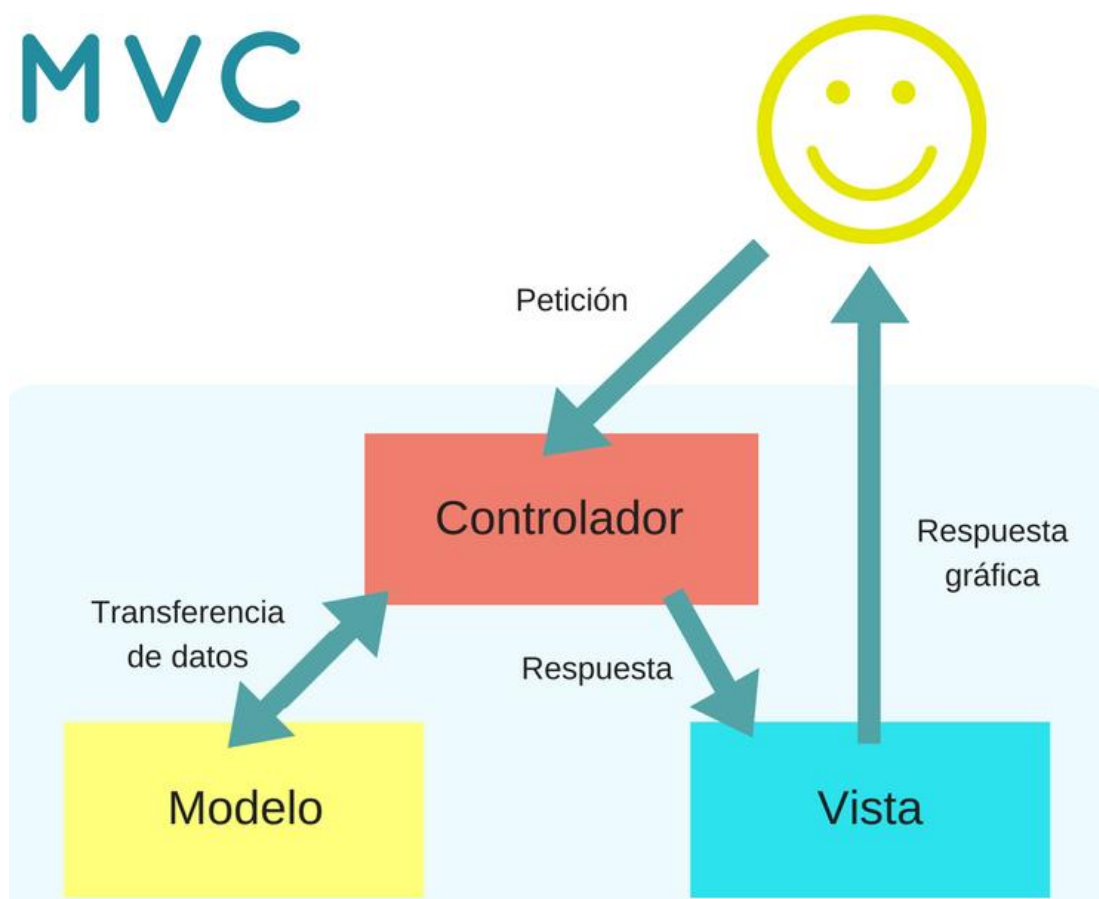 MVC
Petición
Controlador
Respuesta
gráfica
Transferencia
de datos
Respuesta
Modelo
Vista